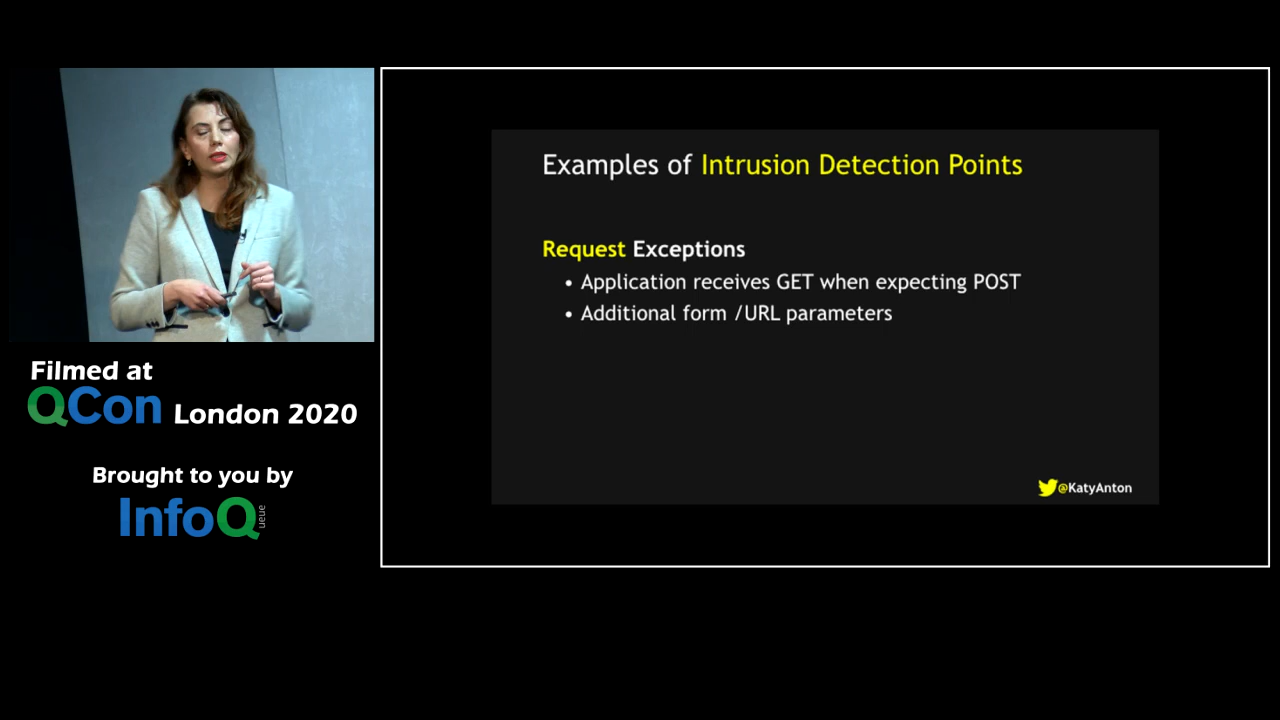 Examples of Intrusion Detection Points
Request Exceptions
• Application receives GET when expecting POST
• Additional form /URL parameters
@KatyAnton
Filmed at
QCon London 2020
Brought to you by
InfoQ
ueue